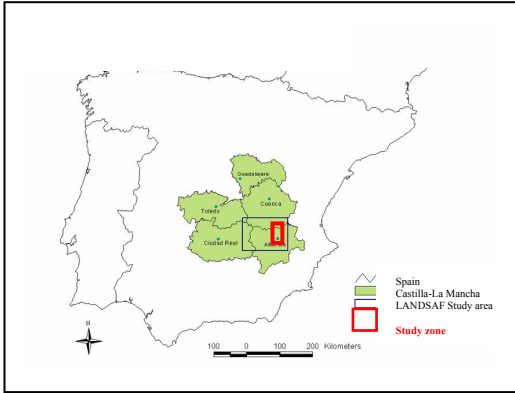 Guadalajara
Cuenca
Toledo
Ciudad Real
Spain
Castilla-La Mancha
LANDSAF Study area
Study zone
N
100 0 100 200 Kilometers